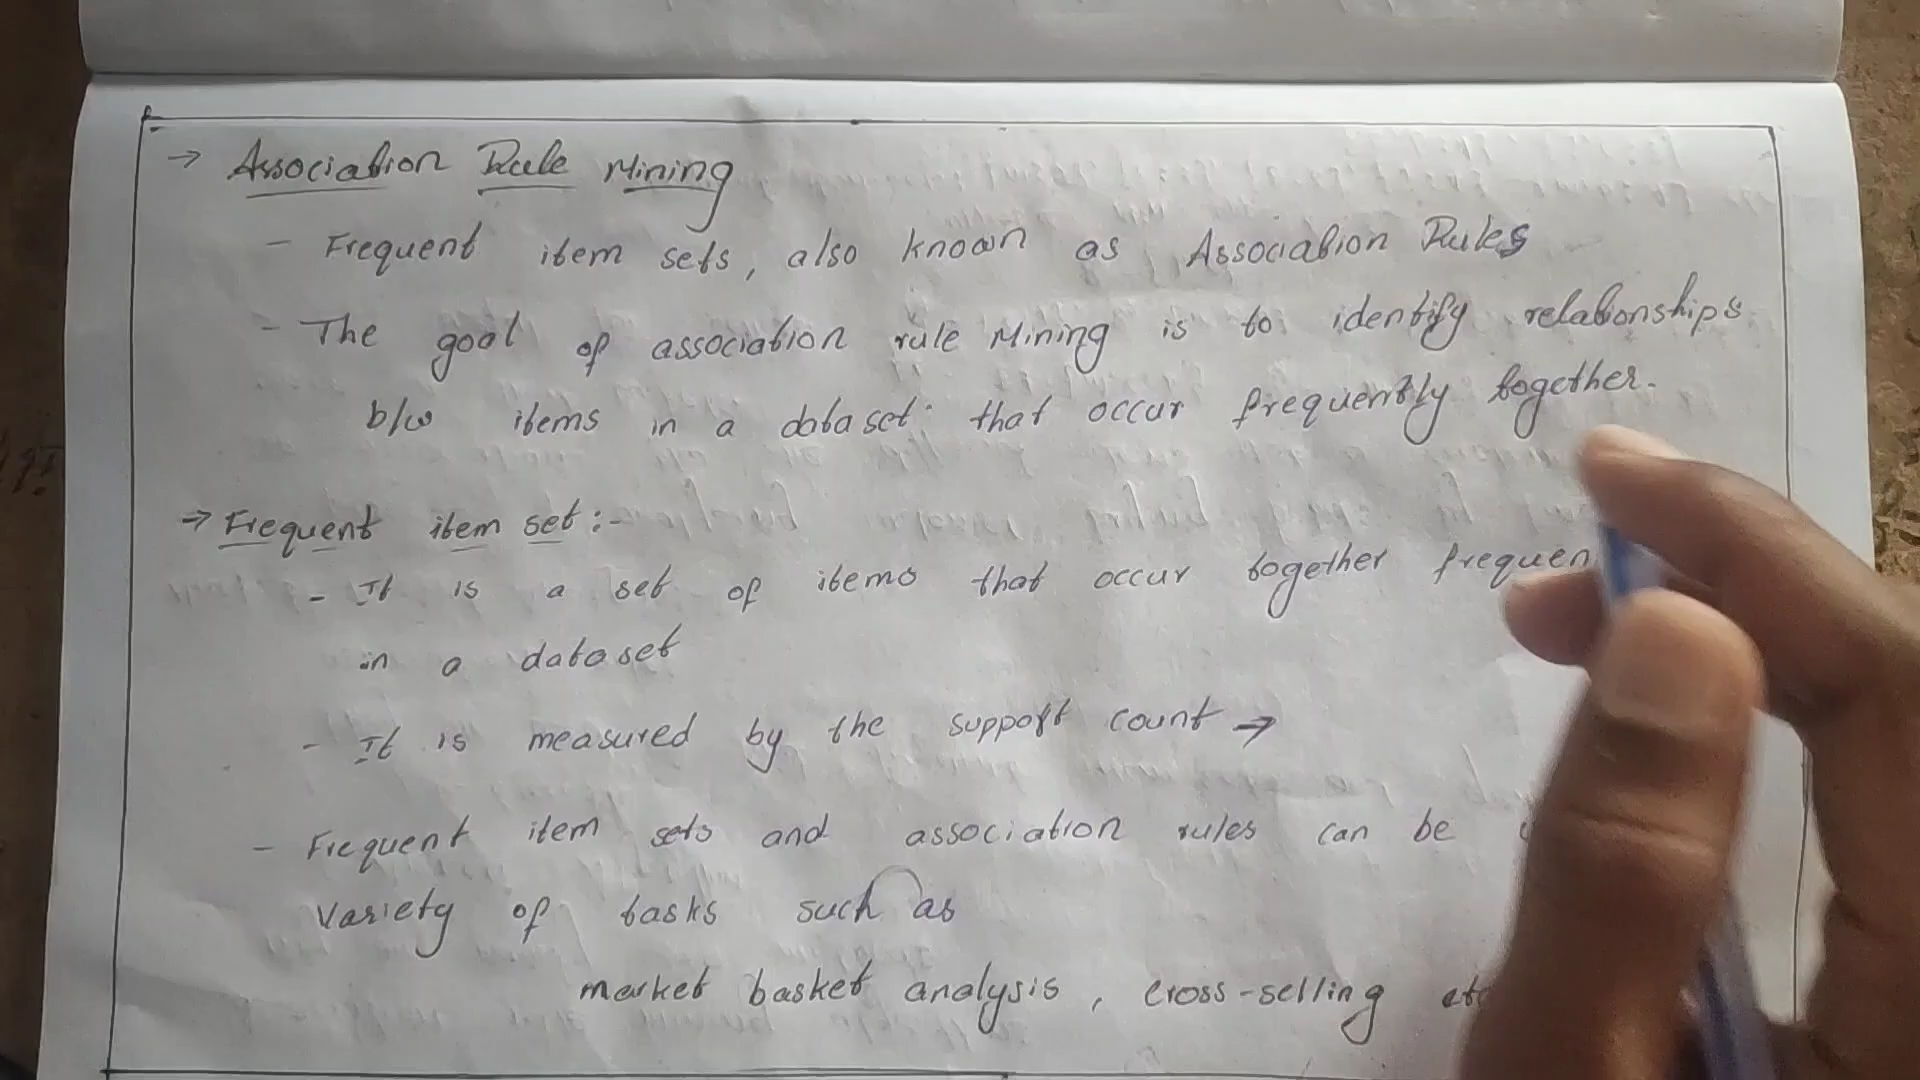 → Association Rule Mining
- Frequent item sets, also known as Association Rules
- The goal of association rule Mining is to identify relationships
b/w items in a dataset that occur frequently together.
→ Frequent item set :-
- It is a set of items that occur together frequen
in a dataset
- It is measured by the support count →
- Frequent item sets and association rules can be
Variety of tasks such as
market basket analysis, cross-selling etc